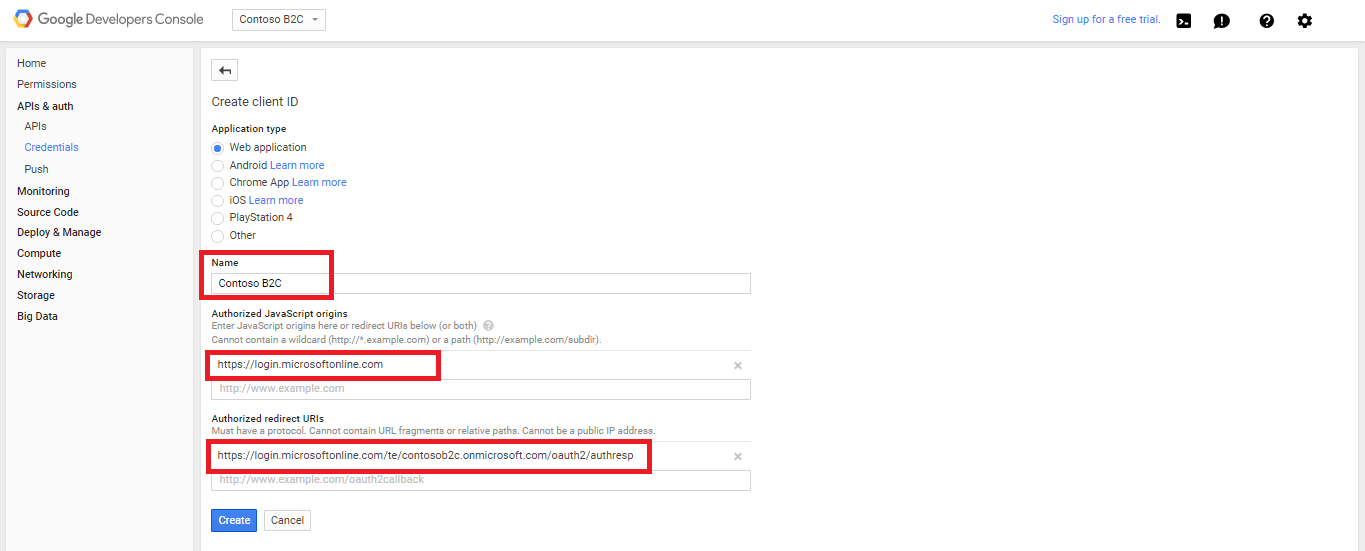 Google Developers Console
Contoso B2C
Sign up for a free trial.
Home
Permissions
APIs & auth
APIs
Credentials
Push
Monitoring
Source Code
Deploy & Manage
Compute
Networking
Storage
Big Data
Create client ID
Application type
Web application
Android Learn more
Chrome App Learn more
iOS Learn more
PlayStation 4
Other
Name
Contoso B2C
Authorized JavaScript origins
Enter JavaScript origins here or redirect URIs below (or both) ?
Cannot contain a wildcard (http://*.example.com) or a path (http://example.com/subdir).
https://login.microsoftonline.com
http://www.example.com
Authorized redirect URIs
Must have a protocol. Cannot contain URL fragments or relative paths. Cannot be a public IP address.
https://login.microsoftonline.com/te/contosob2c.onmicrosoft.com/oauth2/authresp
http://www.example.com/oauth2callback
Create Cancel